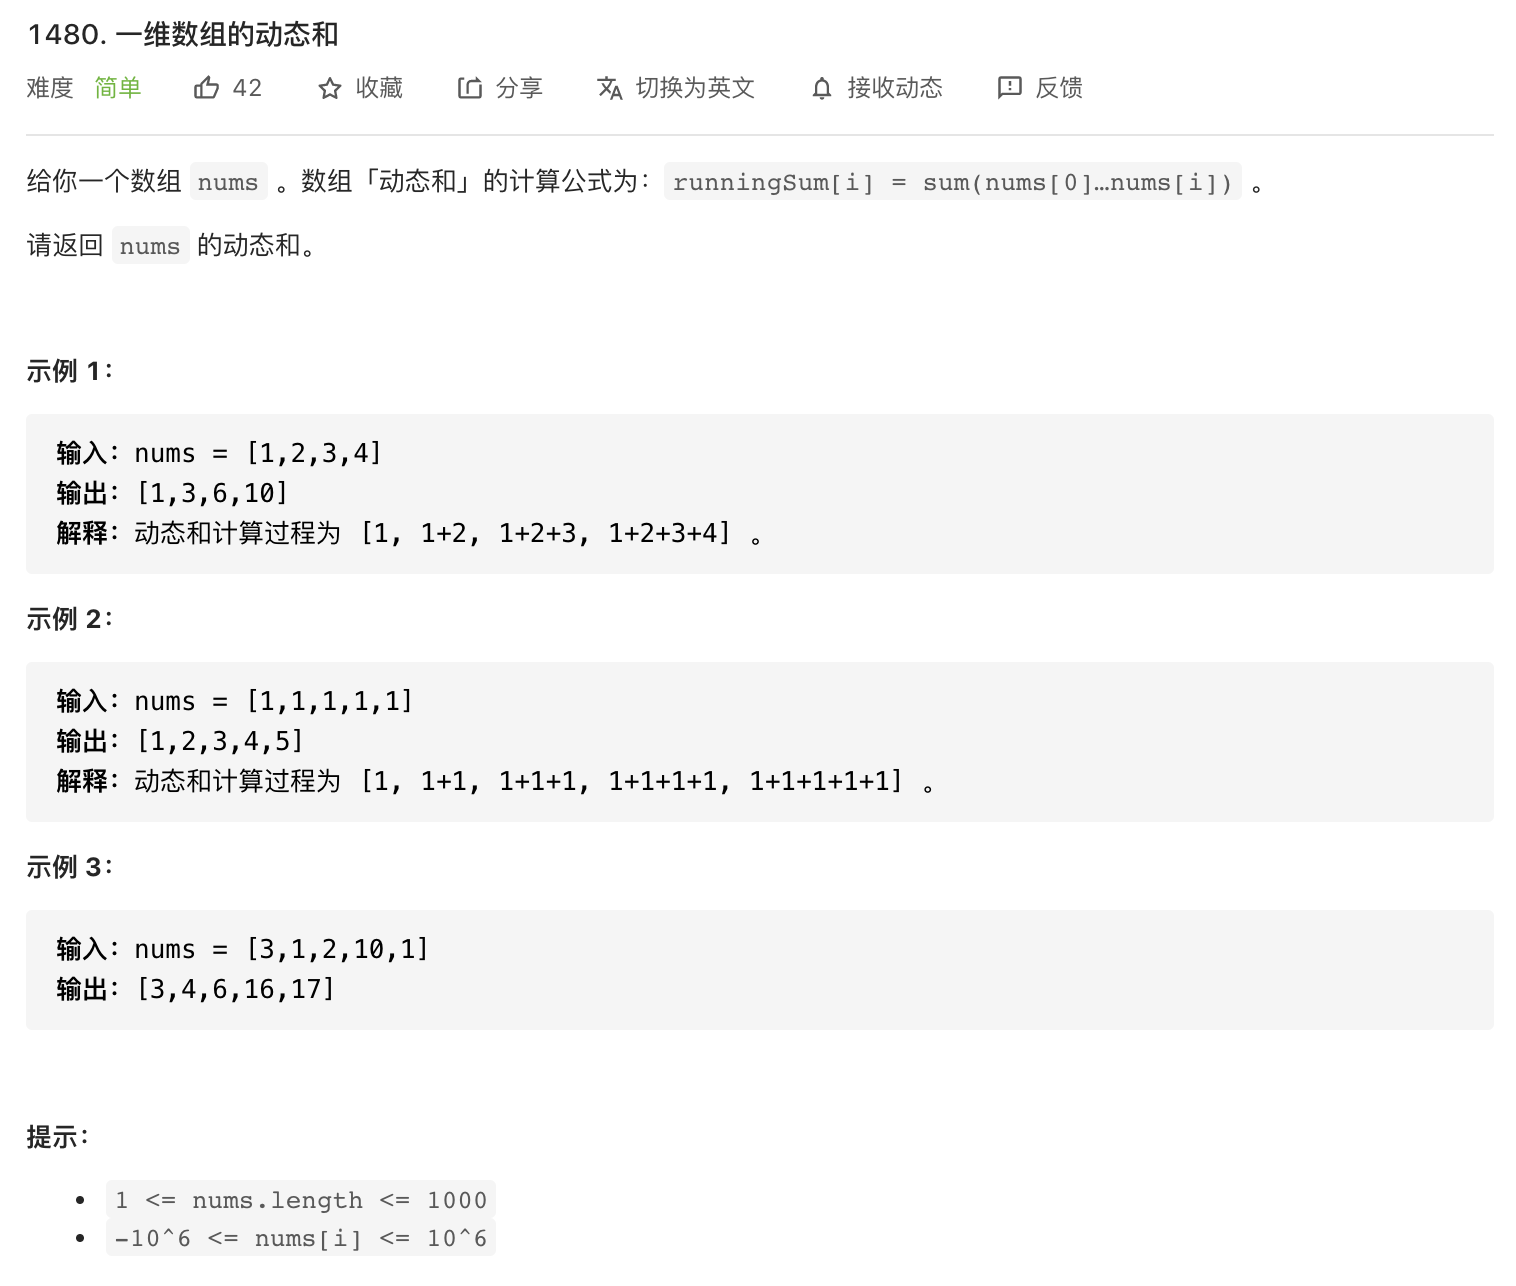 1480. 一维数组的动态和
难度 简单 42 收藏 分享 切换为英文 接收动态 反馈
给你一个数组 nums 。数组「动态和」的计算公式为：runningSum[i] = sum(nums[0]…nums[i]) 。
请返回 nums 的动态和。
示例 1：
输入：nums = [1,2,3,4]
输出：[1,3,6,10]
解释：动态和计算过程为 [1, 1+2, 1+2+3, 1+2+3+4] 。
示例 2：
输入：nums = [1,1,1,1,1]
输出：[1,2,3,4,5]
解释：动态和计算过程为 [1, 1+1, 1+1+1, 1+1+1+1, 1+1+1+1+1] 。
示例 3：
输入：nums = [3,1,2,10,1]
输出：[3,4,6,16,17]
提示：
• 1 <= nums.length <= 1000
• -10^6 <= nums[i] <= 10^6